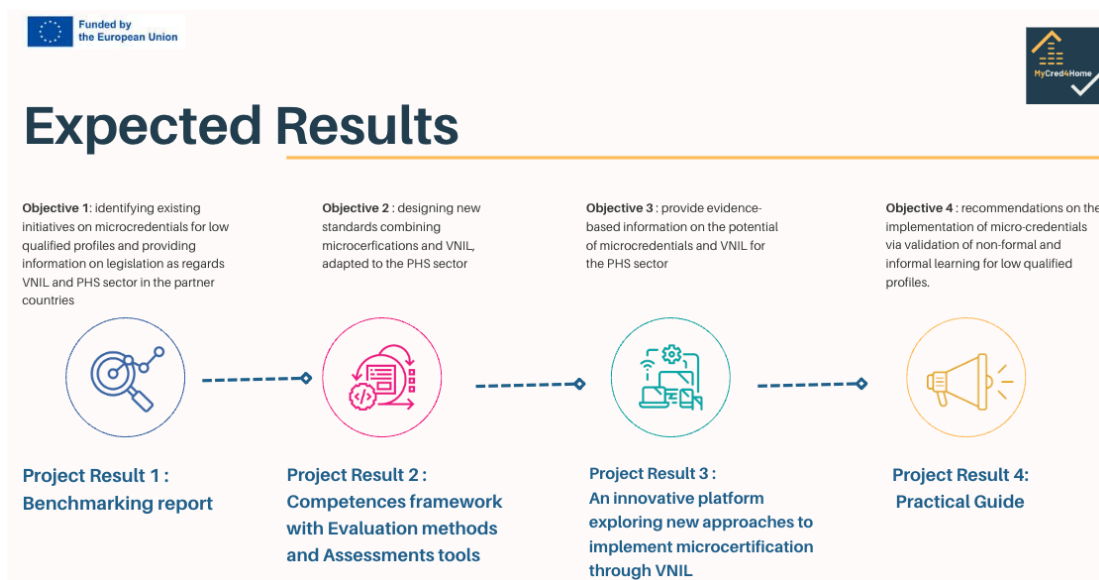 Funded by
the European Union
MyCred4Home
Expected Results
Objective 1: identifying existing
initiatives on microcredentials for low
qualified profiles and providing
information on legislation as regards
VNIL and PHS sector in the partner
countries
Objective 2 : designing new
standards combining
microcerfications and VNIL,
adapted to the PHS sector
Objective 3 : provide evidence-
based information on the potential
of microcredentials and VNIL for
the PHS sector
Objective 4 : recommendations on the
implementation of micro-credentials
via validation of non-formal and
informal learning for low qualified
profiles.
</>
Project Result 1 :
Benchmarking report
Project Result 2 :
Competences framework
with Evaluation methods
and Assessments tools
Project Result 3 :
An innovative platform
exploring new approaches to
implement microcertification
through VNIL
Project Result 4:
Practical Guide